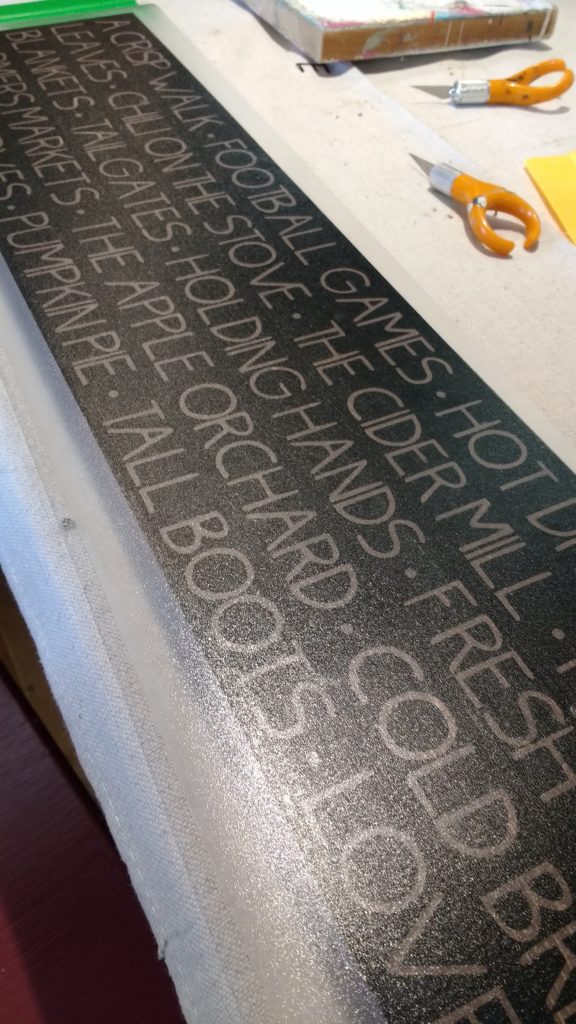 A CRISP WALK · FOOTBALL GAMES · HOT
LEAVES · CHILI ON THE STOVE · THE CIDER MILL ·
BLANKETS · TAILGATES · HOLDING HANDS · FRESH
MARKETS · THE APPLE ORCHARD · COLD
· PUMPKIN PIE · TALL BOOTS · LOVE